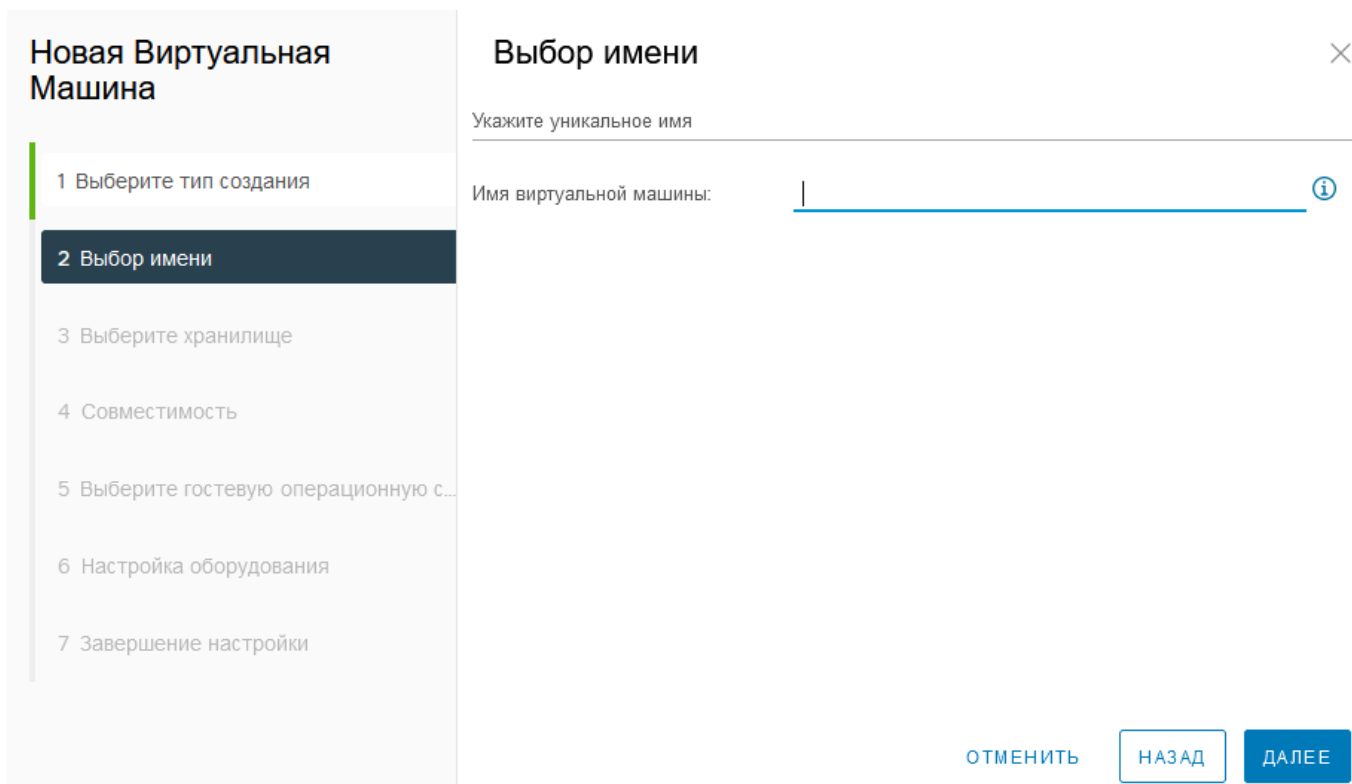 Новая Виртуальная
Машина
1 Выберите тип создания
2 Выбор имени
3 Выберите хранилище
4 Совместимость
5 Выберите гостевую операционную с...
6 Настройка оборудования
7 Завершение настройки
Выбор имени
Укажите уникальное имя
Имя виртуальной машины:
ОТМЕНИТЬ
НАЗАД
ДАЛЕЕ